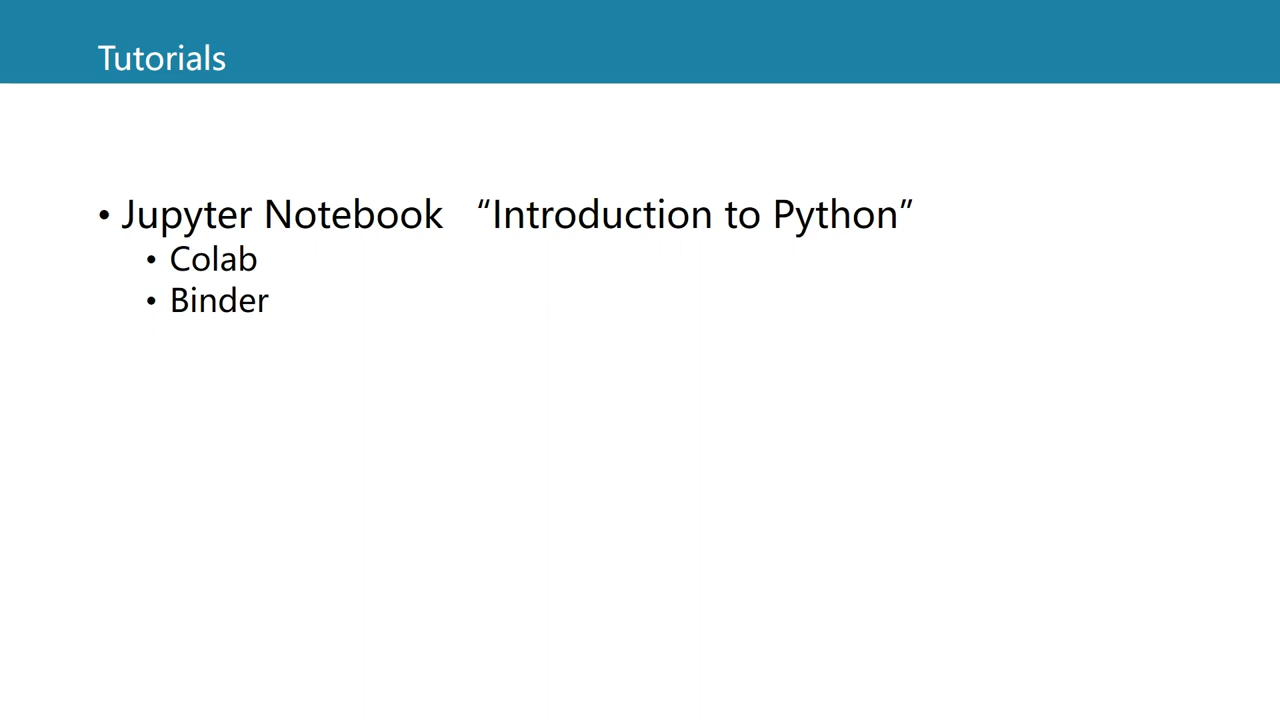 Tutorials
• Jupyter Notebook “Introduction to Python”
• Colab
• Binder